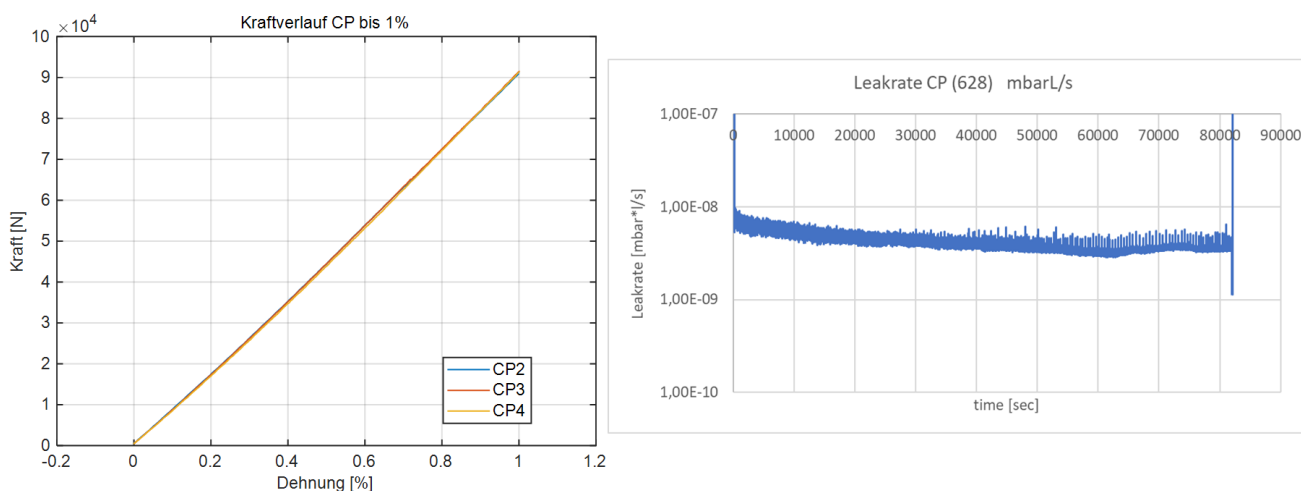 Kraftverlauf CP bis 1%
×10^4
10
9
8
7
6
5
4
3
2
1
0
Kraft [N]
-0.2 0 0.2 0.4 0.6 0.8 1 1.2
Dehnung [%]
CP2
CP3
CP4
Leakrate CP (628) mbarL/s
1,00E-07
1,00E-08
1,00E-09
1,00E-10
Leakrate [mbar*l/s]
0 10000 20000 30000 40000 50000 60000 70000 80000 90000
time [sec]